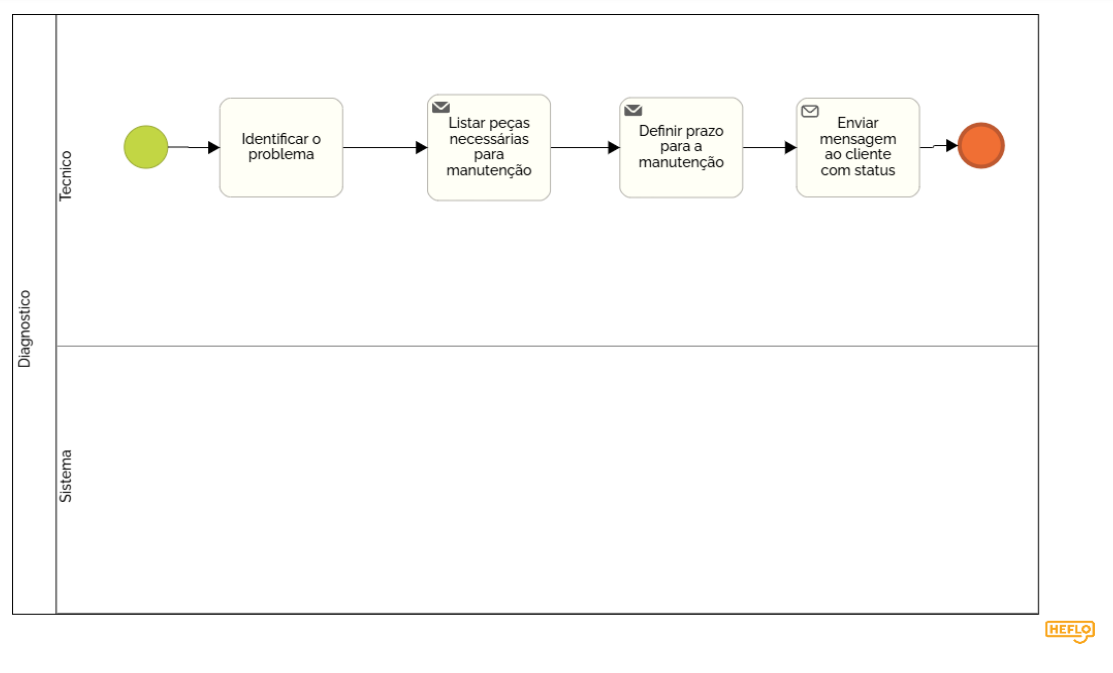 Diagnostico
Tecnico
Identificar o
problema
Listar peças
necessárias
para
manutenção
Definir prazo
para a
manutenção
Enviar
mensagem
ao cliente
com status
Sistema
HEFLO